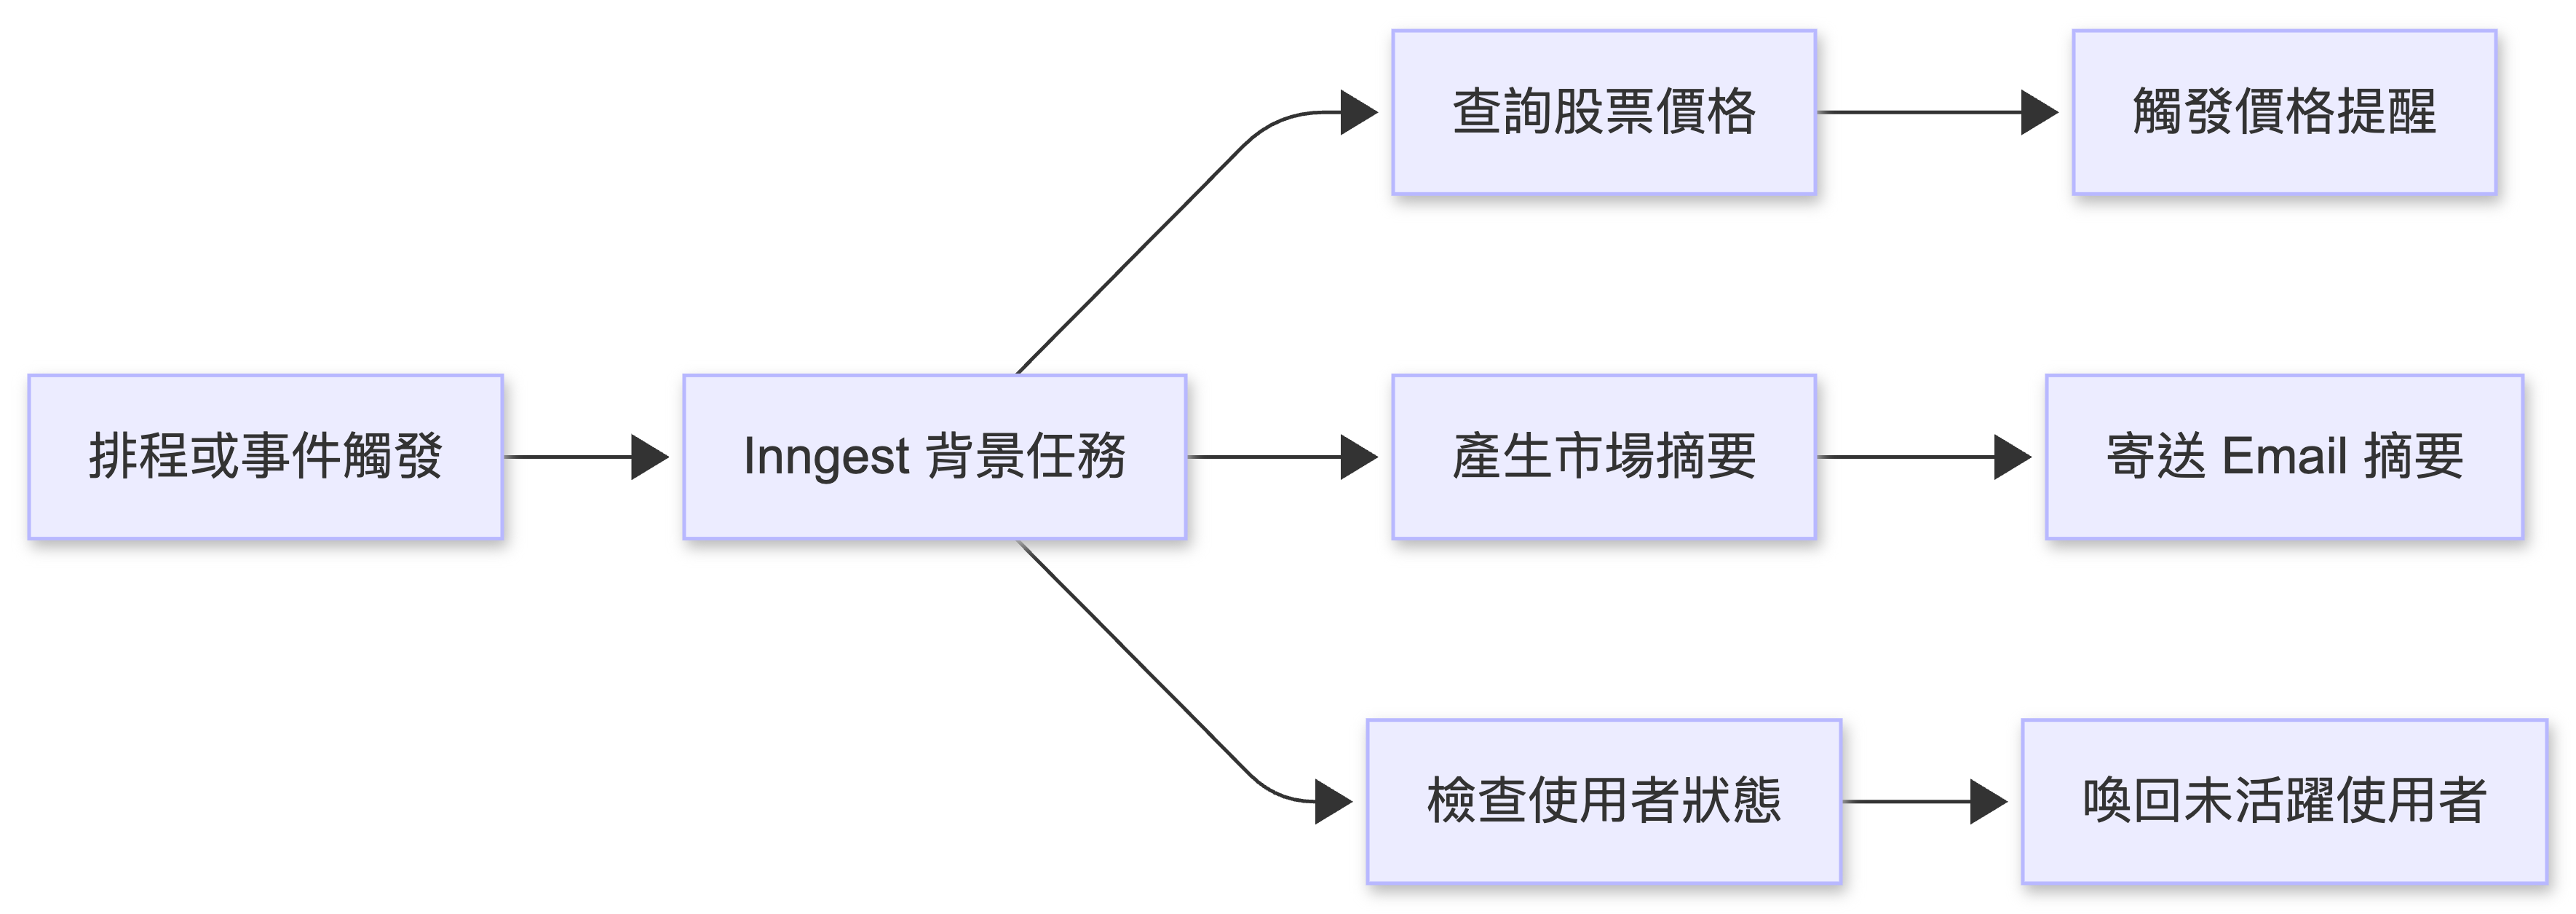 排程或事件觸發
Inngest 背景任務
查詢股票價格
觸發價格提醒
產生市場摘要
寄送 Email 摘要
檢查使用者狀態
喚回未活躍使用者